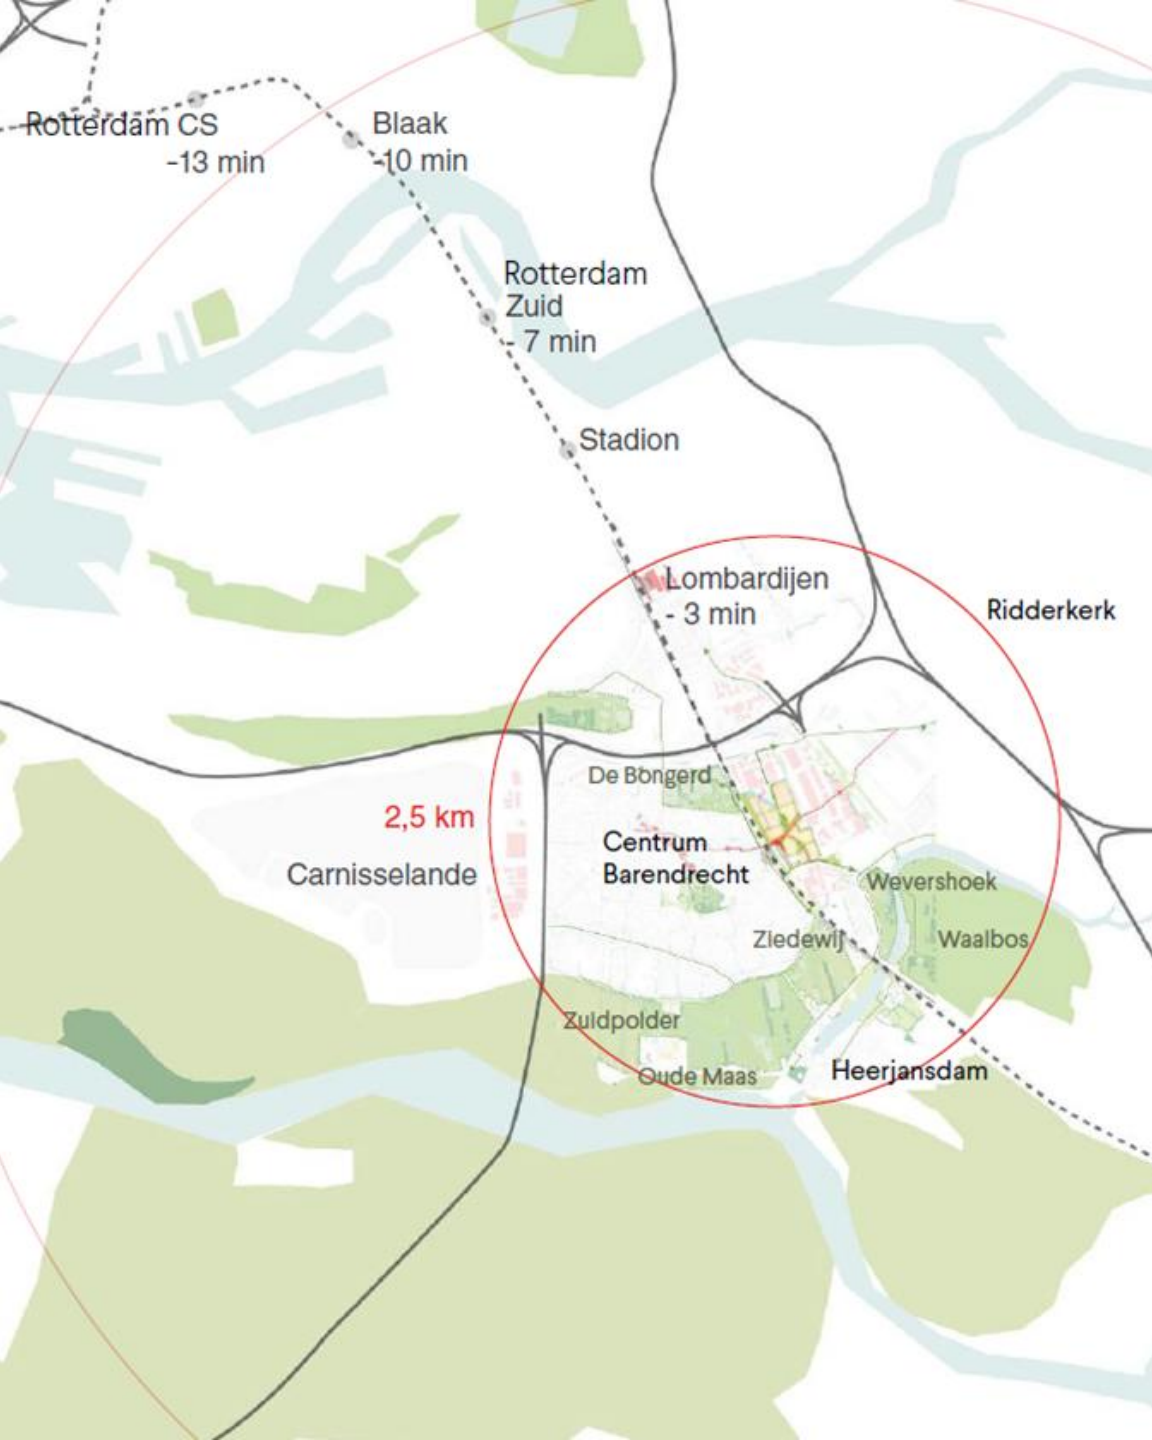 Rotterdam CS
-13 min
Blaak
-10 min
Rotterdam
Zuid
- 7 min
Stadion
Lombardijen
- 3 min
Ridderkerk
De Bongerd
2,5 km
Centrum
Barendrecht
Carnisselande
Wevershoek
Ziedewij
Waalbos
Zuidpolder
Oude Maas
Heerjansdam